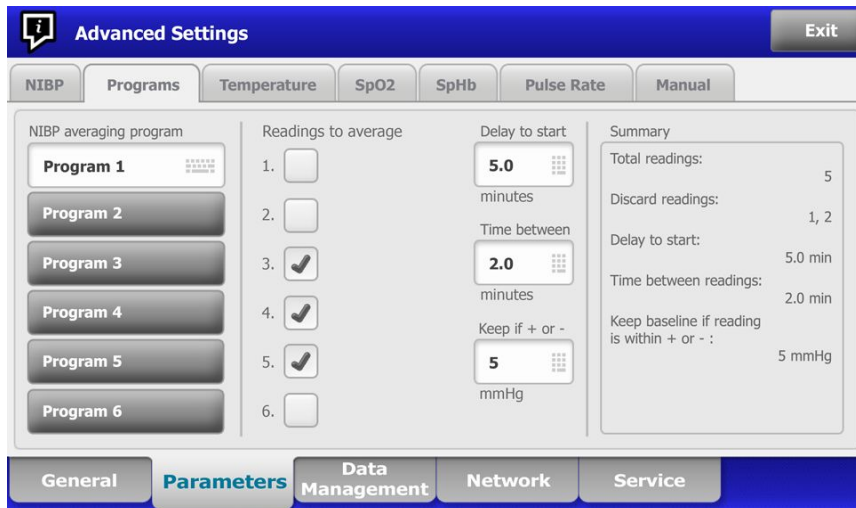 Advanced Settings
Exit
NIBP
Programs
Temperature
SpO2
SpHb
Pulse Rate
Manual
NIBP averaging program
Program 1
Program 2
Program 3
Program 4
Program 5
Program 6
Readings to average
1.
2.
3.
4.
5.
6.
Delay to start
5.0
minutes
Time between
2.0
minutes
Keep if + or -
5
mmHg
Summary
Total readings:
5
Discard readings:
1, 2
Delay to start:
5.0 min
Time between readings:
2.0 min
Keep baseline if reading
is within + or - :
5 mmHg
General
Parameters
Data
Management
Network
Service